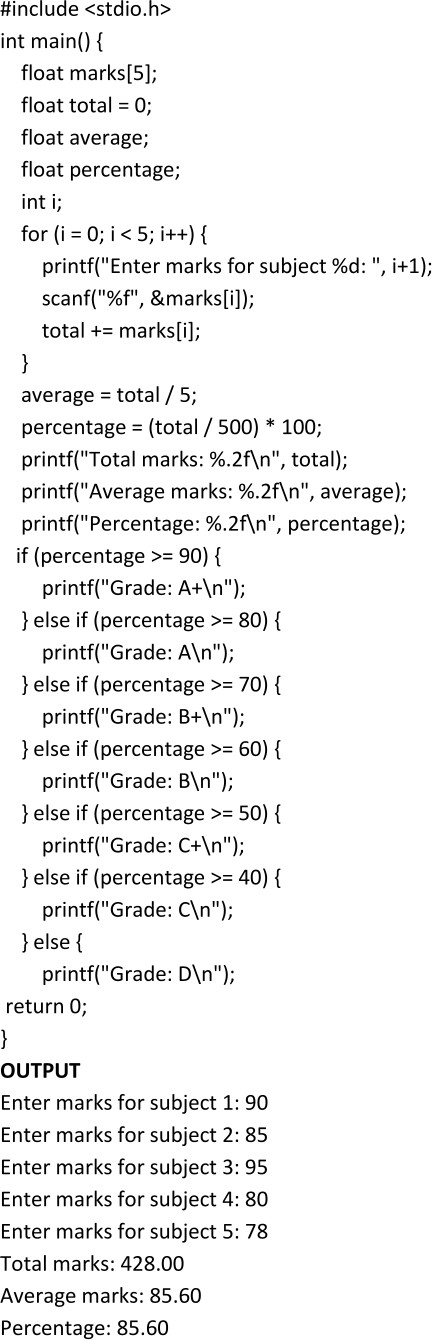 #include <stdio.h>
int main() {
float marks[5];
float total = 0;
float average;
float percentage;
int i;
for (i = 0; i < 5; i++) {
printf("Enter marks for subject %d: ", i+1);
scanf("%f", &marks[i]);
total += marks[i];
}
average = total / 5;
percentage = (total / 500) * 100;
printf("Total marks: %.2f\n", total);
printf("Average marks: %.2f\n", average);
printf("Percentage: %.2f\n", percentage);
if (percentage >= 90) {
printf("Grade: A+\n");
} else if (percentage >= 80) {
printf("Grade: A\n");
} else if (percentage >= 70) {
printf("Grade: B+\n");
} else if (percentage >= 60) {
printf("Grade: B\n");
} else if (percentage >= 50) {
printf("Grade: C+\n");
} else if (percentage >= 40) {
printf("Grade: C\n");
} else {
printf("Grade: D\n");
return 0;
}
OUTPUT
Enter marks for subject 1: 90
Enter marks for subject 2: 85
Enter marks for subject 3: 95
Enter marks for subject 4: 80
Enter marks for subject 5: 78
Total marks: 428.00
Average marks: 85.60
Percentage: 85.60